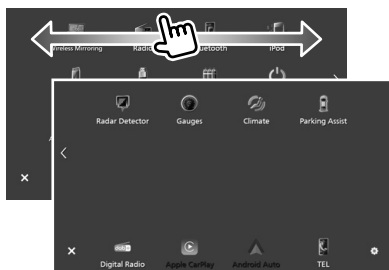 Wireless Mirroring Radio Bluetooth iPod
Radar Detector Gauges Climate Parking Assist
Digital Radio Apple CarPlay Android Auto TEL